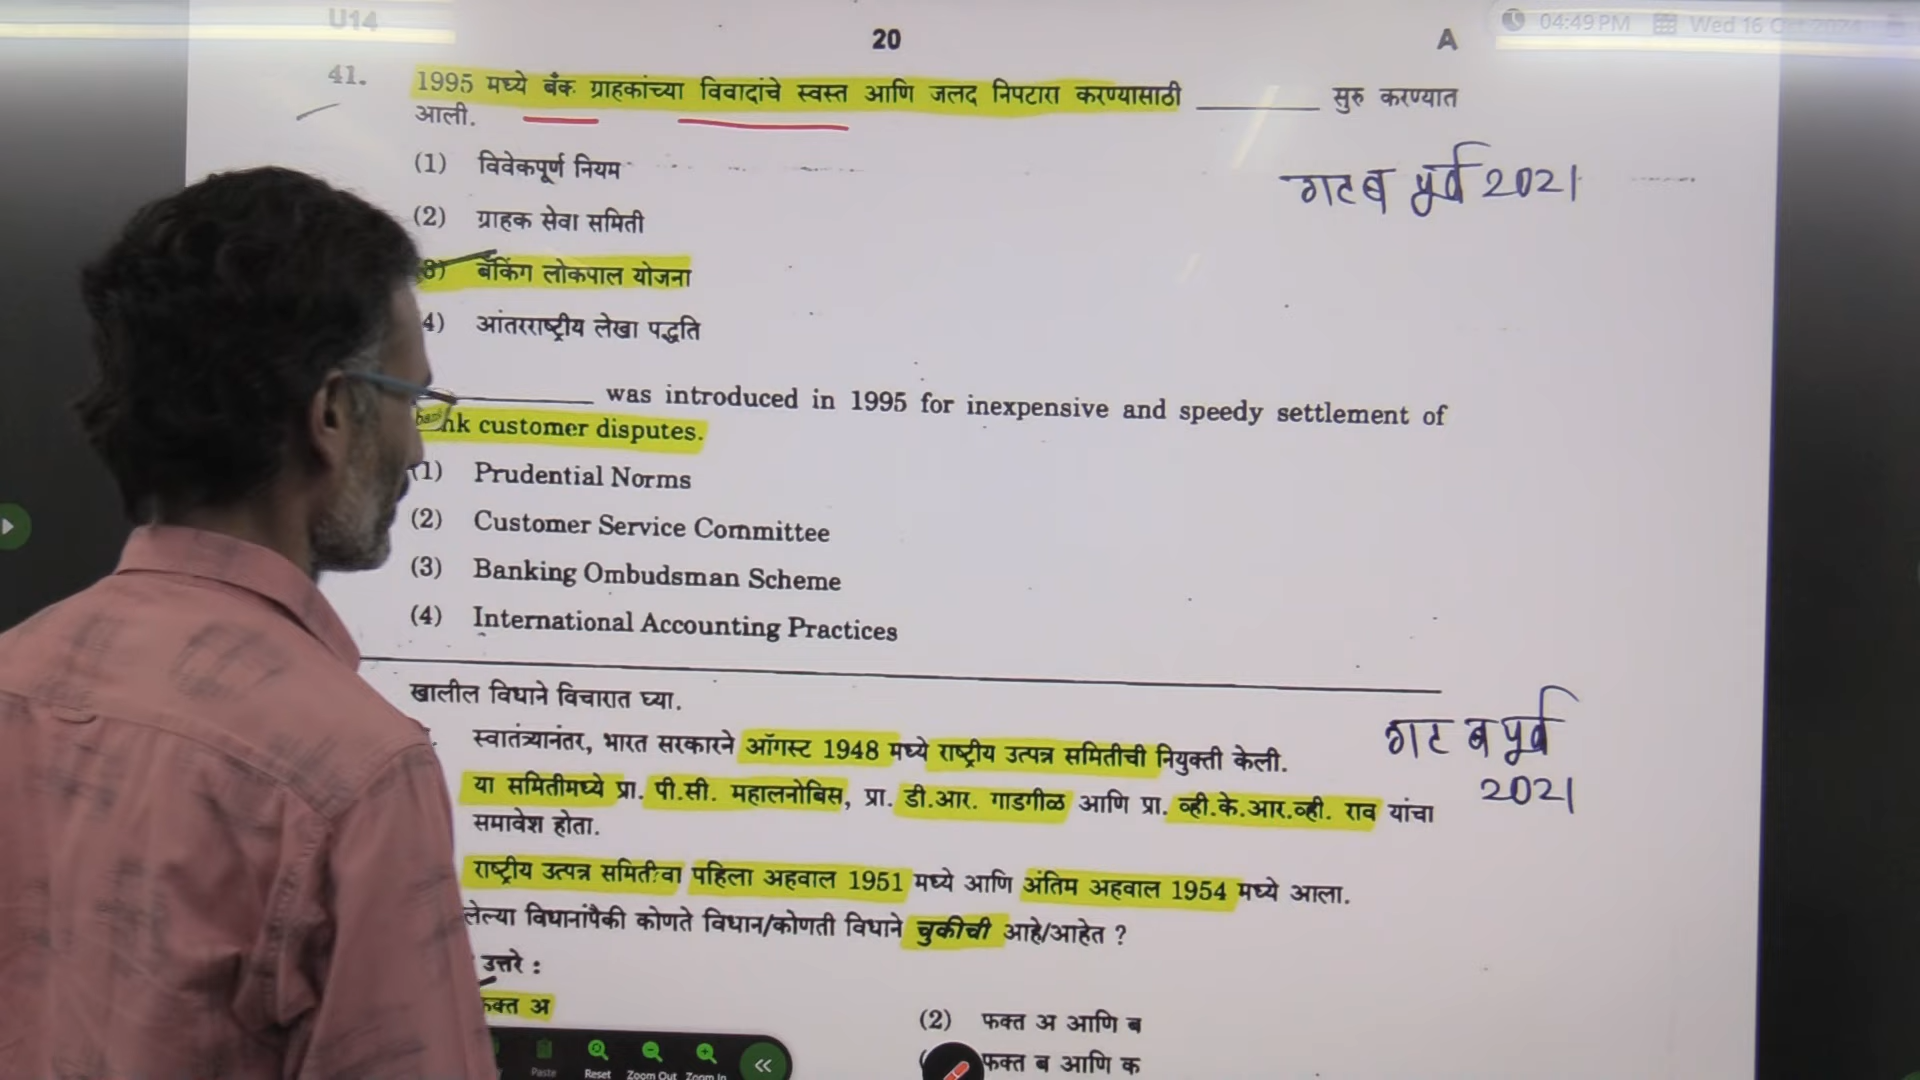 U14
20
A
04:49 PM
Wed 16
41. 1995 मध्ये बँक ग्राहकांच्या विवादांचे स्वस्त आणि जलद निपटारा करण्यासाठी ________ सुरु करण्यात
आली.
गट ब पूर्व 2021
(1) विवेकपूर्ण नियम
(2) ग्राहक सेवा समिती
3) बँकिंग लोकपाल योजना
4) आंतरराष्ट्रीय लेखा पद्धति
________ was introduced in 1995 for inexpensive and speedy settlement of
bank customer disputes.
(1) Prudential Norms
(2) Customer Service Committee
(3) Banking Ombudsman Scheme
(4) International Accounting Practices
खालील विधाने विचारात घ्या.
स्वातंत्र्यानंतर, भारत सरकारने ऑगस्ट 1948 मध्ये राष्ट्रीय उत्पन्न समितीची नियुक्ती केली.
गट ब पूर्व
2021
या समितीमध्ये प्रा. पी.सी. महालनोबिस, प्रा. डी.आर. गाडगीळ आणि प्रा. व्ही.के.आर.व्ही. राव यांचा
समावेश होता.
राष्ट्रीय उत्पन्न समितीचा पहिला अहवाल 1951 मध्ये आणि अंतिम अहवाल 1954 मध्ये आला.
लेल्या विधानांपैकी कोणते विधान/कोणती विधाने चुकीची आहे/आहेत ?
उत्तरे :
फक्त अ
(2) फक्त अ आणि ब
फक्त ब आणि क
Paste Reset Zoom Out Zoom In